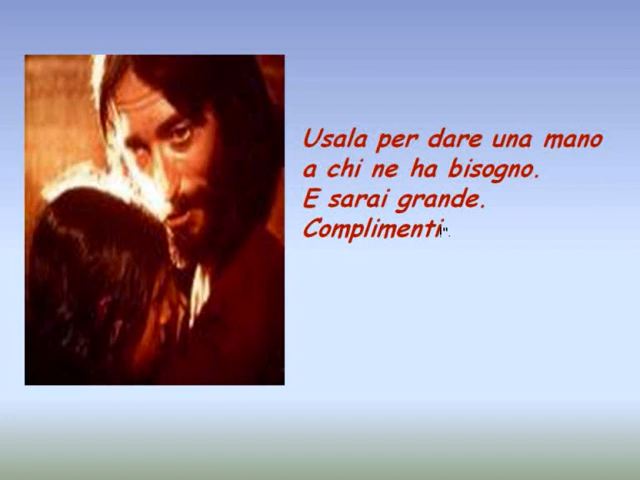 Usala per dare una mano
a chi ne ha bisogno.
E sarai grande.
Complimenti".